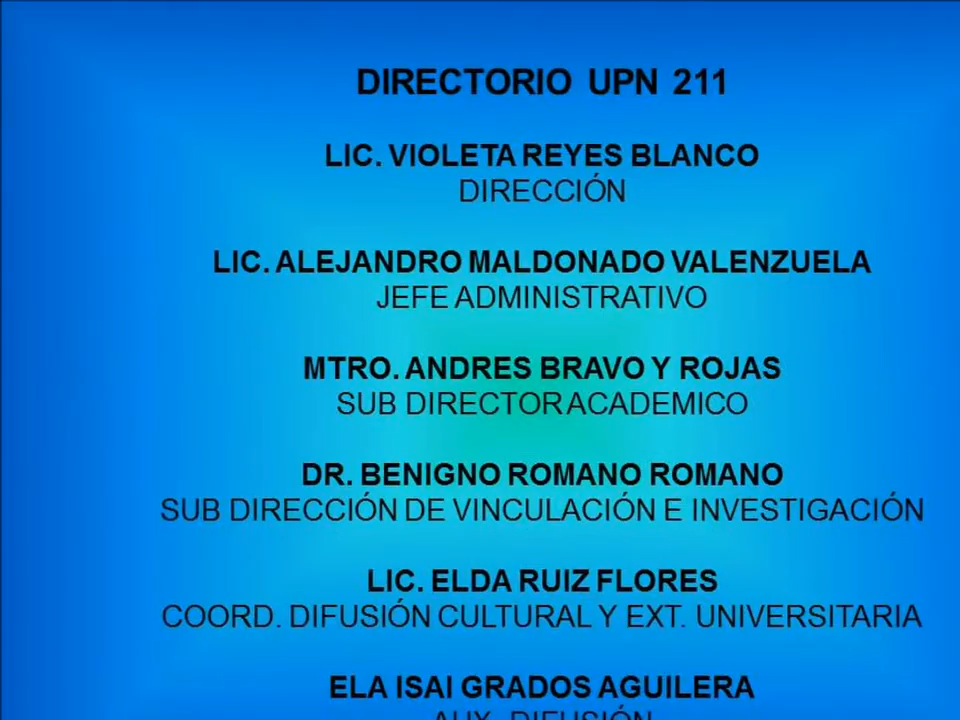 DIRECTORIO UPN 211
LIC. VIOLETA REYES BLANCO
DIRECCIÓN
LIC. ALEJANDRO MALDONADO VALENZUELA
JEFE ADMINISTRATIVO
MTRO. ANDRES BRAVO Y ROJAS
SUB DIRECTOR ACADEMICO
DR. BENIGNO ROMANO ROMANO
SUB DIRECCIÓN DE VINCULACIÓN E INVESTIGACIÓN
LIC. ELDA RUIZ FLORES
COORD. DIFUSIÓN CULTURAL Y EXT. UNIVERSITARIA
ELA ISAI GRADOS AGUILERA
AUX. DIFUSIÓN